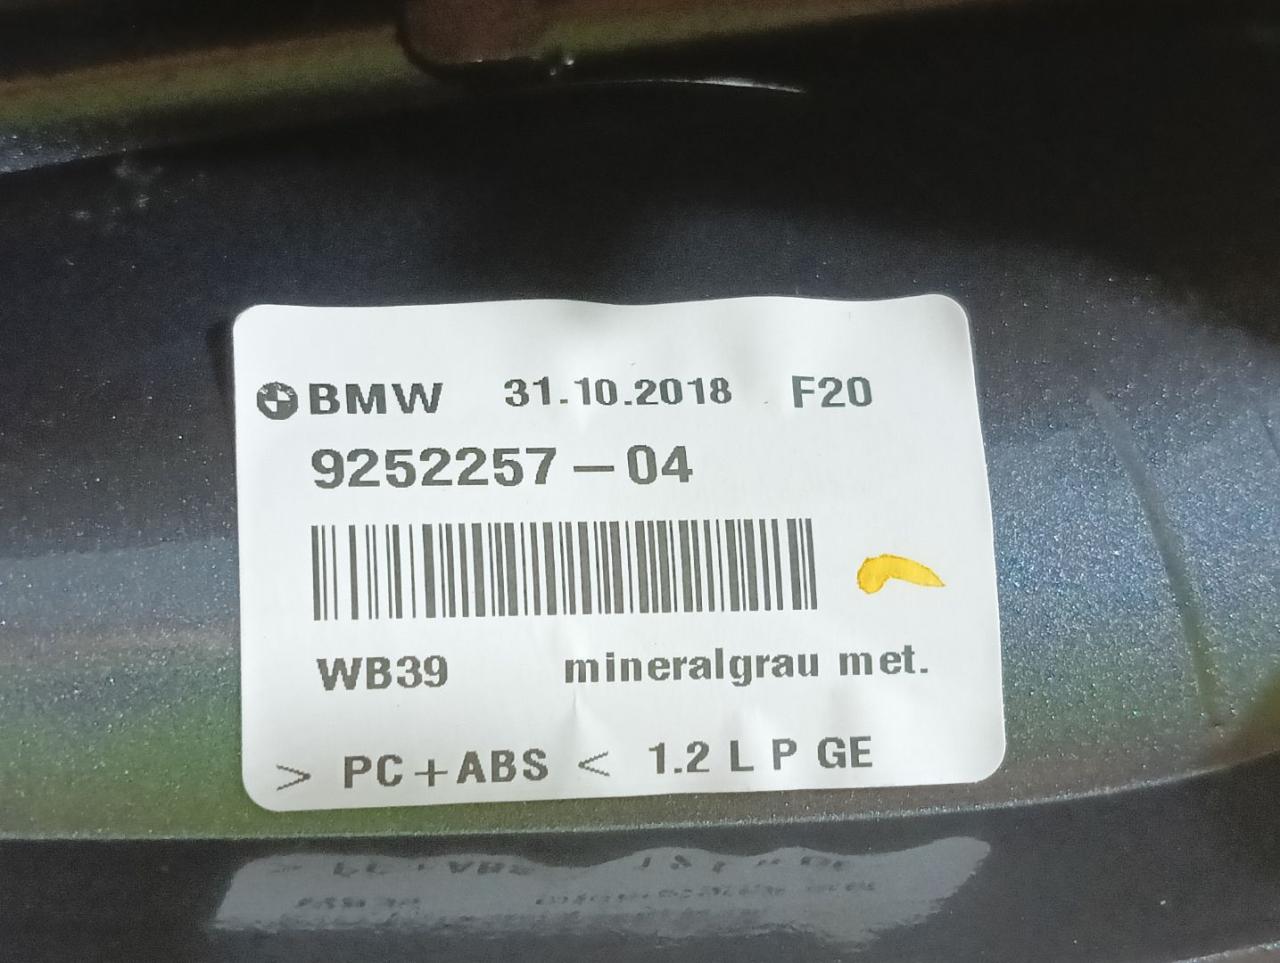 BMW 31.10.2018 F20
9252257-04
WB39 mineralgrau met.
> PC+ABS < 1.2 L P GE